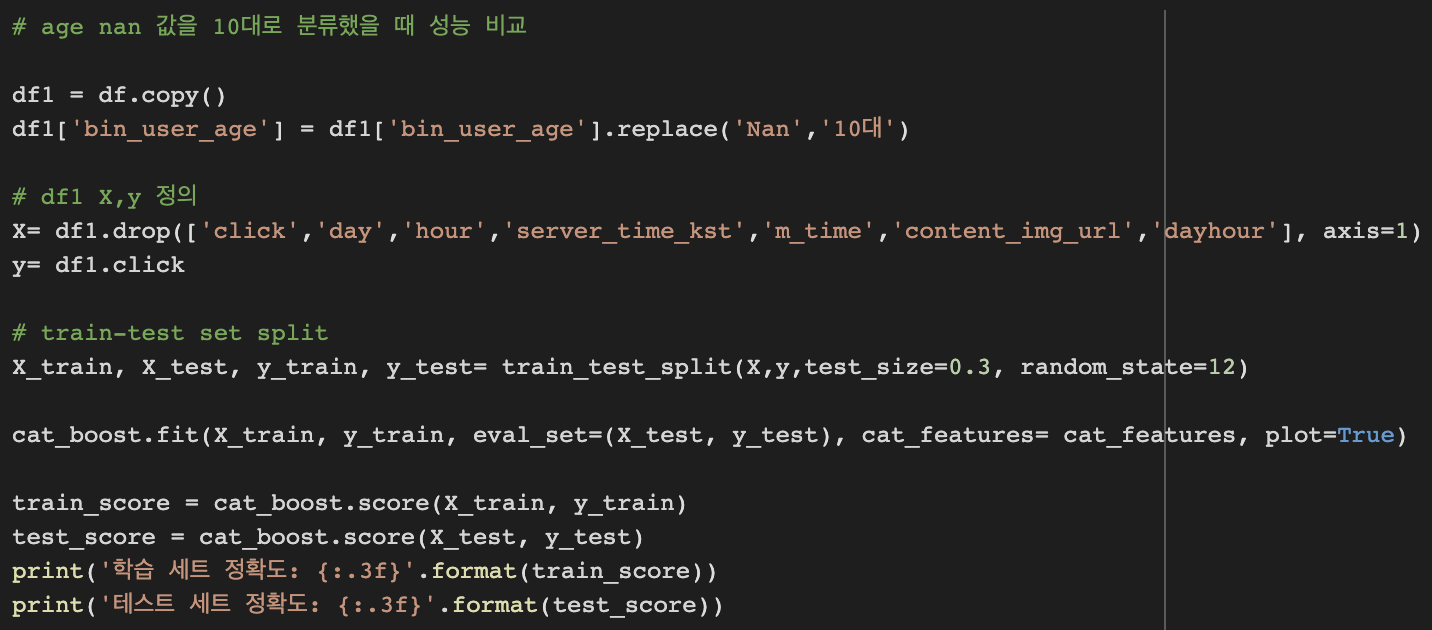 # age nan 값을 10대로 분류했을 때 성능 비교
df1 = df.copy()
df1['bin_user_age'] = df1['bin_user_age'].replace('Nan','10대')
# df1 X,y 정의
X= df1.drop(['click','day','hour','server_time_kst','m_time','content_img_url','dayhour'], axis=1)
y= df1.click
# train-test set split
X_train, X_test, y_train, y_test= train_test_split(X,y,test_size=0.3, random_state=12)
cat_boost.fit(X_train, y_train, eval_set=(X_test, y_test), cat_features= cat_features, plot=True)
train_score = cat_boost.score(X_train, y_train)
test_score = cat_boost.score(X_test, y_test)
print('학습 세트 정확도: {:.3f}'.format(train_score))
print('테스트 세트 정확도: {:.3f}'.format(test_score))